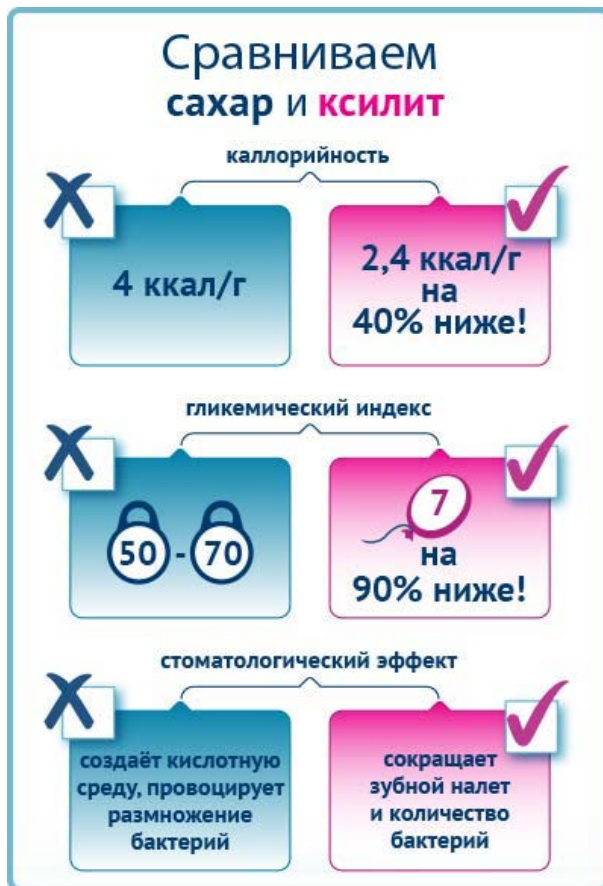 Сравниваем
сахар и ксилит
каллорийность
4 ккал/г
2,4 ккал/г
на
40% ниже!
гликемический индекс
50 - 70
7
на
90% ниже!
стоматологический эффект
создаёт кислотную
среду, провоцирует
размножение
бактерий
сокращает
зубной налет
и количество
бактерий